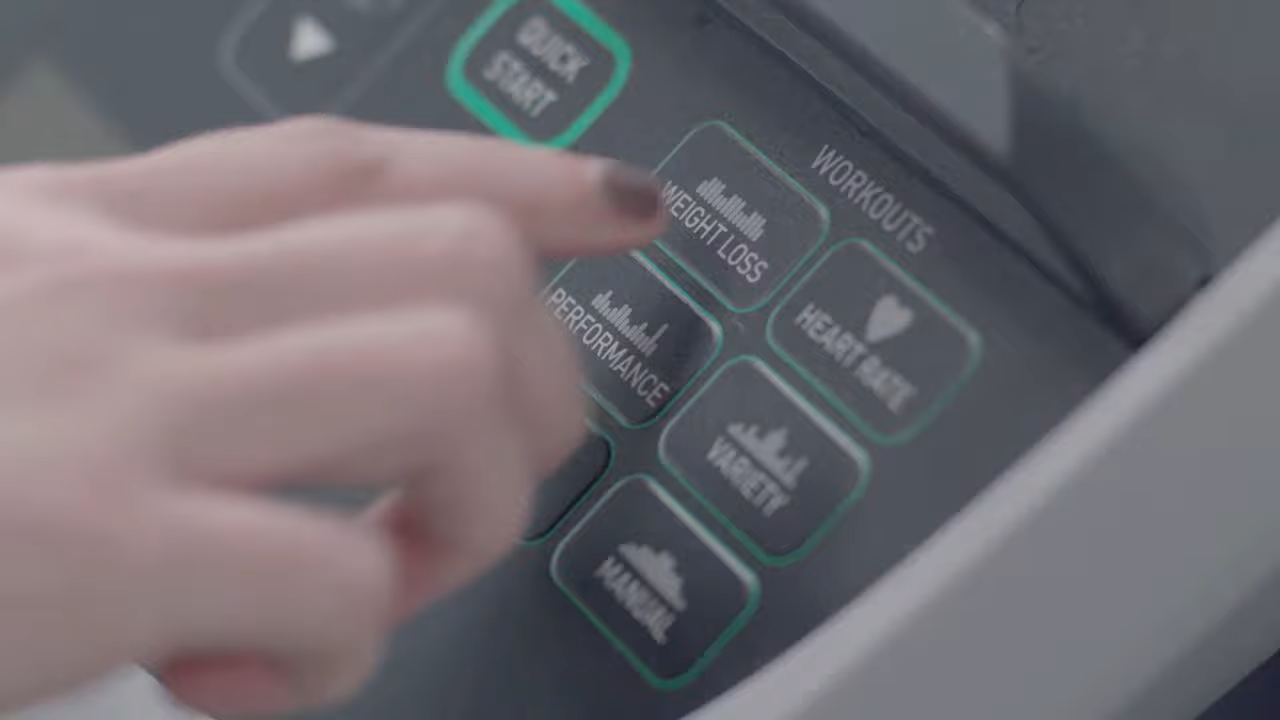 QUICK
START
WORKOUTS
WEIGHT LOSS
HEART RATE
PERFORMANCE
VARIETY
MANUAL